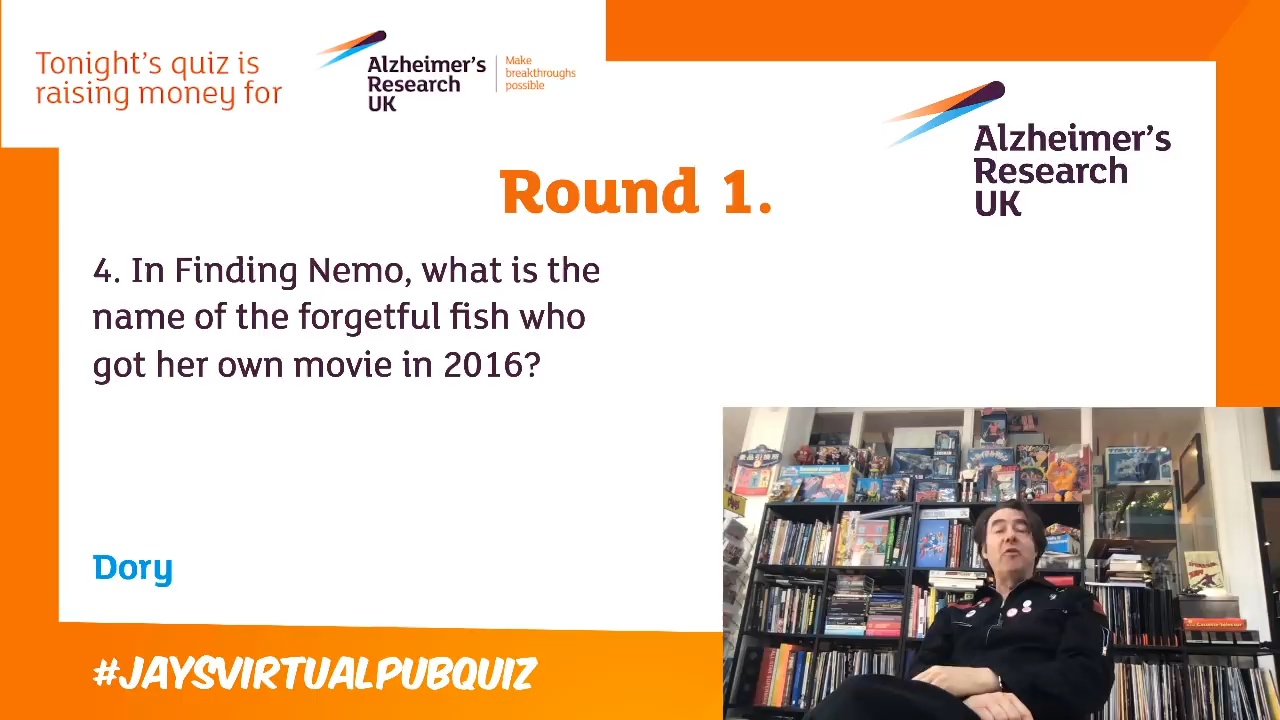 Tonight's quiz is
raising money for
Alzheimer's
Research
UK
Make
breakthroughs
possible
Alzheimer's
Research
UK
Round 1.
4. In Finding Nemo, what is the
name of the forgetful fish who
got her own movie in 2016?
Dory
#JAYSVIRTUALPUBQUIZ